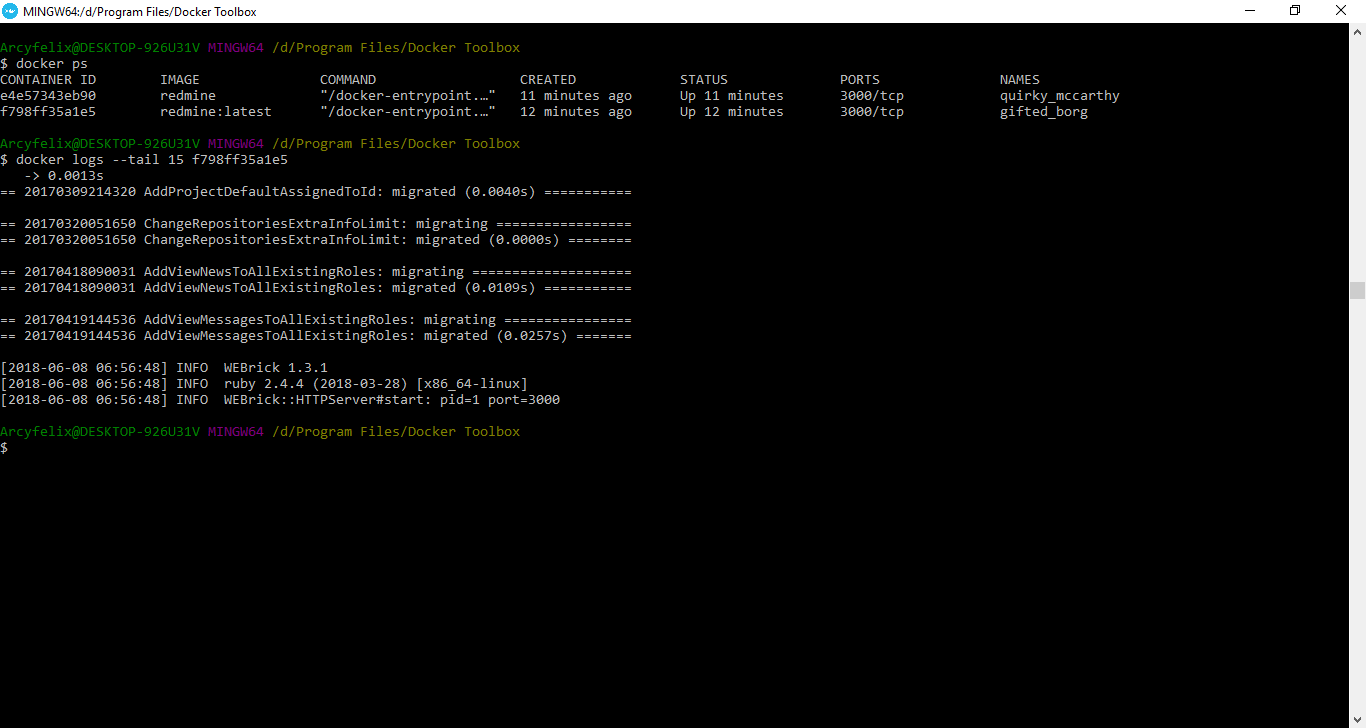 MINGW64:/d/Program Files/Docker Toolbox
Arcyfelix@DESKTOP-926U31V MINGW64 /d/Program Files/Docker Toolbox
$ docker ps
CONTAINER ID        IMAGE               COMMAND                  CREATED             STATUS              PORTS               NAMES
e4e57343eb90        redmine             "/docker-entrypoint.…"   11 minutes ago      Up 11 minutes       3000/tcp            quirky_mccarthy
f798ff35a1e5        redmine:latest      "/docker-entrypoint.…"   12 minutes ago      Up 12 minutes       3000/tcp            gifted_borg
Arcyfelix@DESKTOP-926U31V MINGW64 /d/Program Files/Docker Toolbox
$ docker logs --tail 15 f798ff35a1e5
   -> 0.0013s
== 20170309214320 AddProjectDefaultAssignedToId: migrated (0.0040s) ===========
== 20170320051650 ChangeRepositoriesExtraInfoLimit: migrating =================
== 20170320051650 ChangeRepositoriesExtraInfoLimit: migrated (0.0000s) ========
== 20170418090031 AddViewNewsToAllExistingRoles: migrating ====================
== 20170418090031 AddViewNewsToAllExistingRoles: migrated (0.0109s) ===========
== 20170419144536 AddViewMessagesToAllExistingRoles: migrating ================
== 20170419144536 AddViewMessagesToAllExistingRoles: migrated (0.0257s) =======
[2018-06-08 06:56:48] INFO  WEBrick 1.3.1
[2018-06-08 06:56:48] INFO  ruby 2.4.4 (2018-03-28) [x86_64-linux]
[2018-06-08 06:56:48] INFO  WEBrick::HTTPServer#start: pid=1 port=3000
Arcyfelix@DESKTOP-926U31V MINGW64 /d/Program Files/Docker Toolbox
$